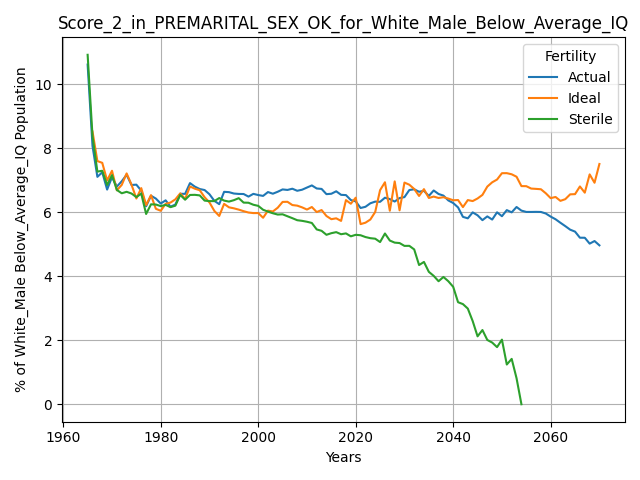 Score_2_in_PREMARITAL_SEX_OK_for_White_Male_Below_Average_IQ
Fertility
Actual
Ideal
Sterile
% of White_Male Below_Average_IQ Population
10
8
6
4
2
0
1960
1980
2000
2020
2040
2060
Years